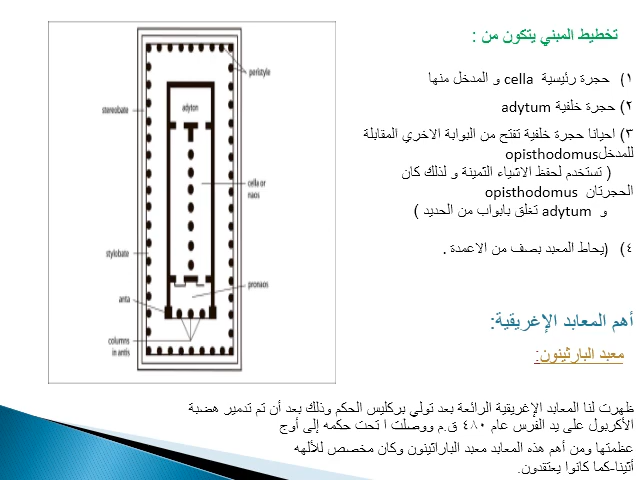 تخطيط المبني يتكون من :
١) حجرة رئيسية cella و المدخل منها
٢) حجرة خلفية adytum
٣) احيانا حجرة خلفية تفتح من البوابة الاخري المقابلة
للمدخلopisthodomus
( تستخدم لحفظ الاشياء الثمينة و لذلك كان
الحجرتان opisthodomus
و adytum تغلق بابواب من الحديد )
٤) (يحاط المعبد بصف من الاعمدة .
peristyle
stereobate
adyton
cella or
naos
stylobate
pronaos
anta
columns
in antis
أهم المعابد الإغريقية:
معبد البارثينون:
ظهرت لنا المعابد الإغريقية الرائعة بعد تولي بركليس الحكم وذلك بعد أن تم تدمير هضبة
الأكربول على يد الفرس عام ٤٨٠ ق.م ووصلت ا تحت حكمه إلى أوج
عظمتها ومن أهم هذه المعابد معبد الباراثينون وكان مخصص للألهه
أثينا-كما كانوا يعتقدون.